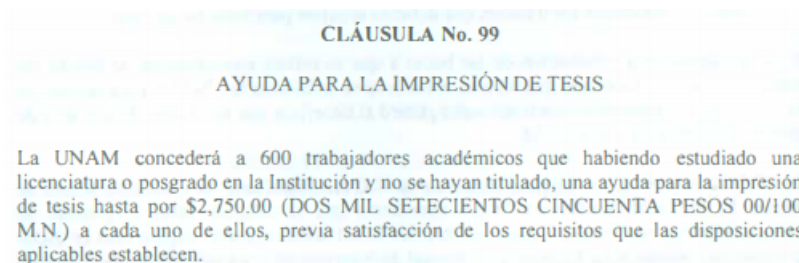 CLÁUSULA No. 99
AYUDA PARA LA IMPRESIÓN DE TESIS
La UNAM concederá a 600 trabajadores académicos que habiendo estudiado una
licenciatura o posgrado en la Institución y no se hayan titulado, una ayuda para la impresión
de tesis hasta por $2,750.00 (DOS MIL SETECIENTOS CINCUENTA PESOS 00/100
M.N.) a cada uno de ellos, previa satisfacción de los requisitos que las disposiciones
aplicables establecen.